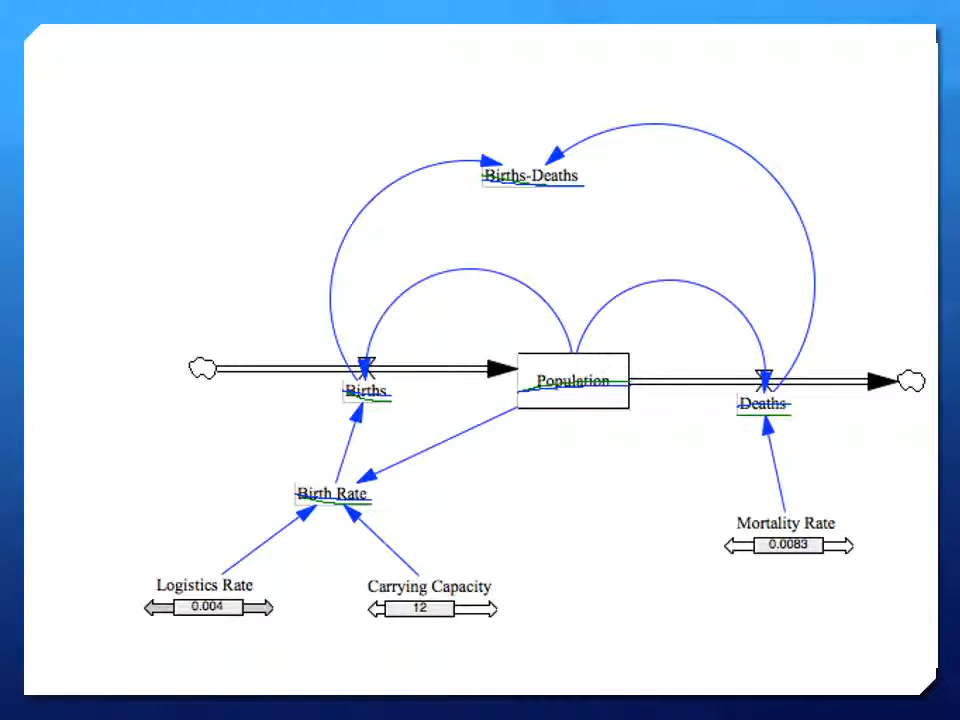 Births-Deaths
Population
Births
Deaths
Birth Rate
Mortality Rate
0.0083
Logistics Rate
0.004
Carrying Capacity
12